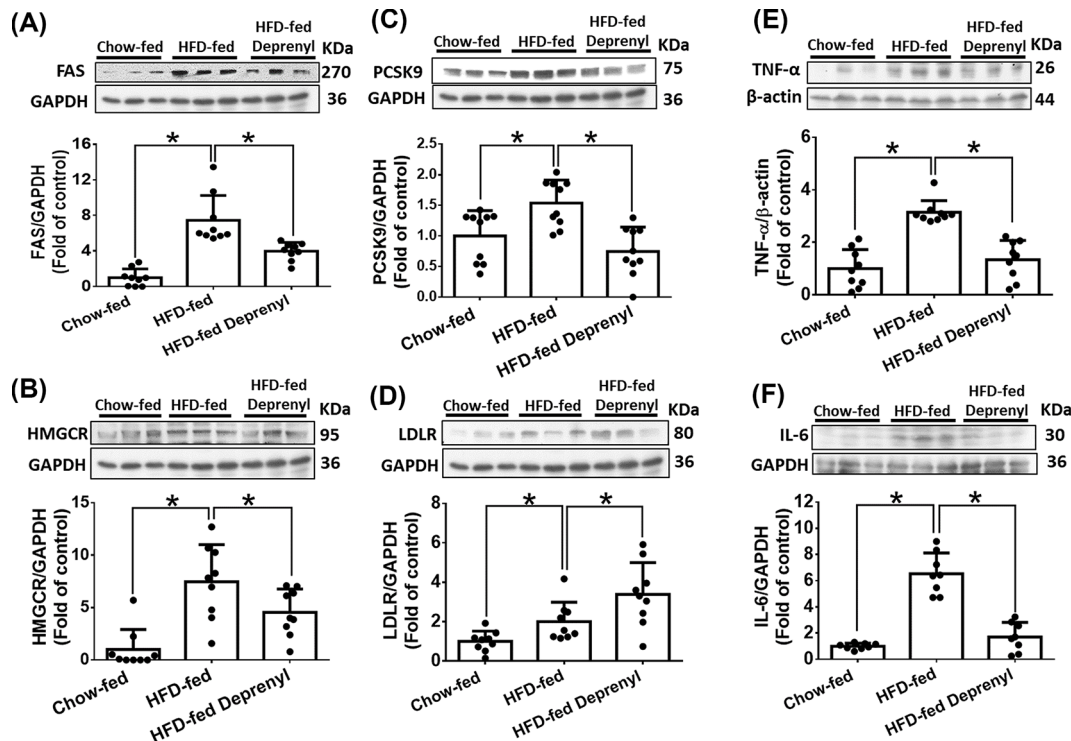 (A)
Chow-fed HFD-fed HFD-fed Deprenyl KDa
FAS 270
GAPDH 36
FAS/GAPDH
(Fold of control)
16
12
8
4
0
* *
Chow-fed
HFD-fed
HFD-fed Deprenyl
(B)
Chow-fed HFD-fed HFD-fed Deprenyl KDa
HMGCR 95
GAPDH 36
HMGCR/GAPDH
(Fold of control)
15
10
5
0
* *
Chow-fed
HFD-fed
HFD-fed Deprenyl
(C)
Chow-fed HFD-fed HFD-fed Deprenyl KDa
PCSK9 75
GAPDH 36
PCSK9/GAPDH
(Fold of control)
2.5
2.0
1.5
1.0
0.5
0.0
* *
Chow-fed
HFD-fed
HFD-fed Deprenyl
(D)
Chow-fed HFD-fed HFD-fed Deprenyl KDa
LDLR 80
GAPDH 36
LDLR/GAPDH
(Fold of control)
8
6
4
2
0
* *
Chow-fed
HFD-fed
HFD-fed Deprenyl
(E)
Chow-fed HFD-fed HFD-fed Deprenyl KDa
TNF-α 26
β-actin 44
TNF-α/β-actin
(Fold of control)
6
4
2
0
* *
Chow-fed
HFD-fed
HFD-fed Deprenyl
(F)
Chow-fed HFD-fed HFD-fed Deprenyl KDa
IL-6 30
GAPDH 36
IL-6/GAPDH
(Fold of control)
12
10
8
6
4
2
0
* *
Chow-fed
HFD-fed
HFD-fed Deprenyl